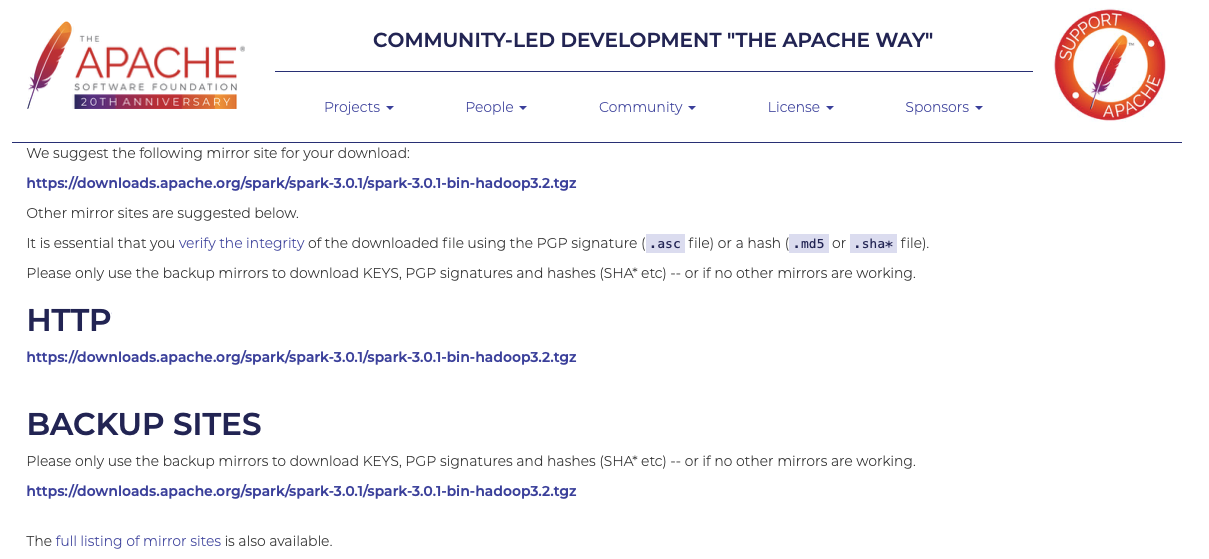 THE
APACHE®
SOFTWARE FOUNDATION
20TH ANNIVERSARY
COMMUNITY-LED DEVELOPMENT "THE APACHE WAY"
SUPPORT
APACHE
Projects People Community License Sponsors
We suggest the following mirror site for your download:
https://downloads.apache.org/spark/spark-3.0.1/spark-3.0.1-bin-hadoop3.2.tgz
Other mirror sites are suggested below.
It is essential that you verify the integrity of the downloaded file using the PGP signature (.asc file) or a hash (.md5 or .sha* file).
Please only use the backup mirrors to download KEYS, PGP signatures and hashes (SHA* etc) -- or if no other mirrors are working.
HTTP
https://downloads.apache.org/spark/spark-3.0.1/spark-3.0.1-bin-hadoop3.2.tgz
BACKUP SITES
Please only use the backup mirrors to download KEYS, PGP signatures and hashes (SHA* etc) -- or if no other mirrors are working.
https://downloads.apache.org/spark/spark-3.0.1/spark-3.0.1-bin-hadoop3.2.tgz
The full listing of mirror sites is also available.